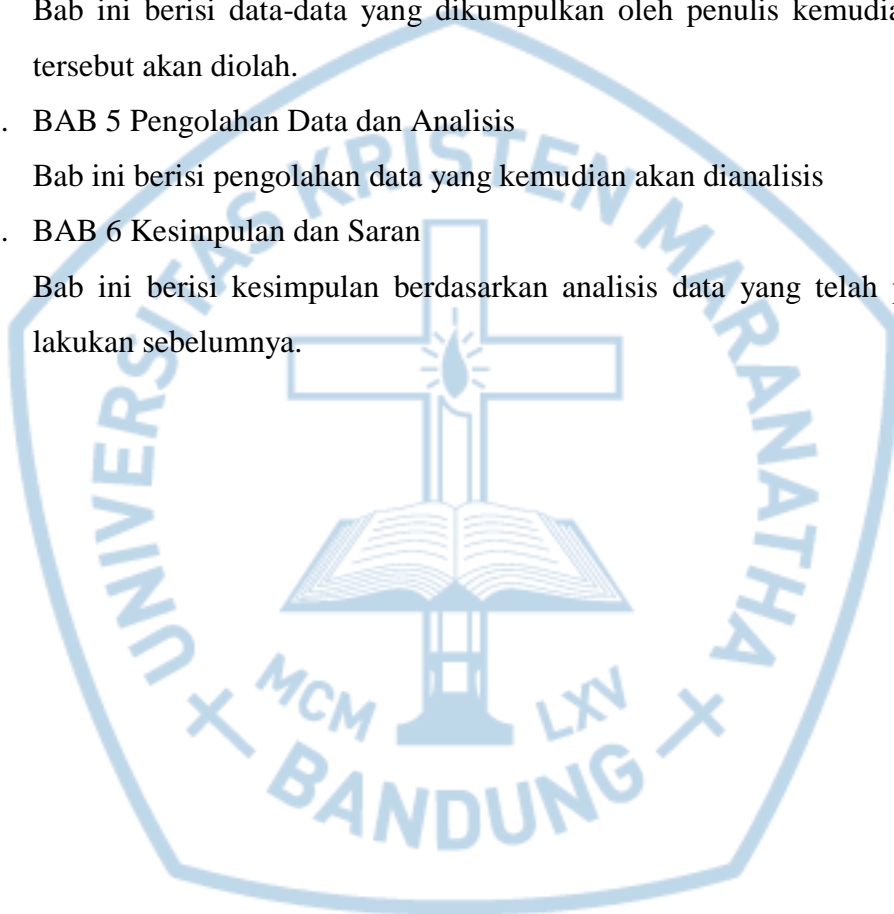 Bab ini berisi data-data yang dikumpulkan oleh penulis kemudia
tersebut akan diolah.
. BAB 5 Pengolahan Data dan Analisis
Bab ini berisi pengolahan data yang kemudian akan dianalisis
. BAB 6 Kesimpulan dan Saran
Bab ini berisi kesimpulan berdasarkan analisis data yang telah
lakukan sebelumnya.
UNIVERSITAS KRISTEN MARANATHA
MCM LXV
BANDUNG